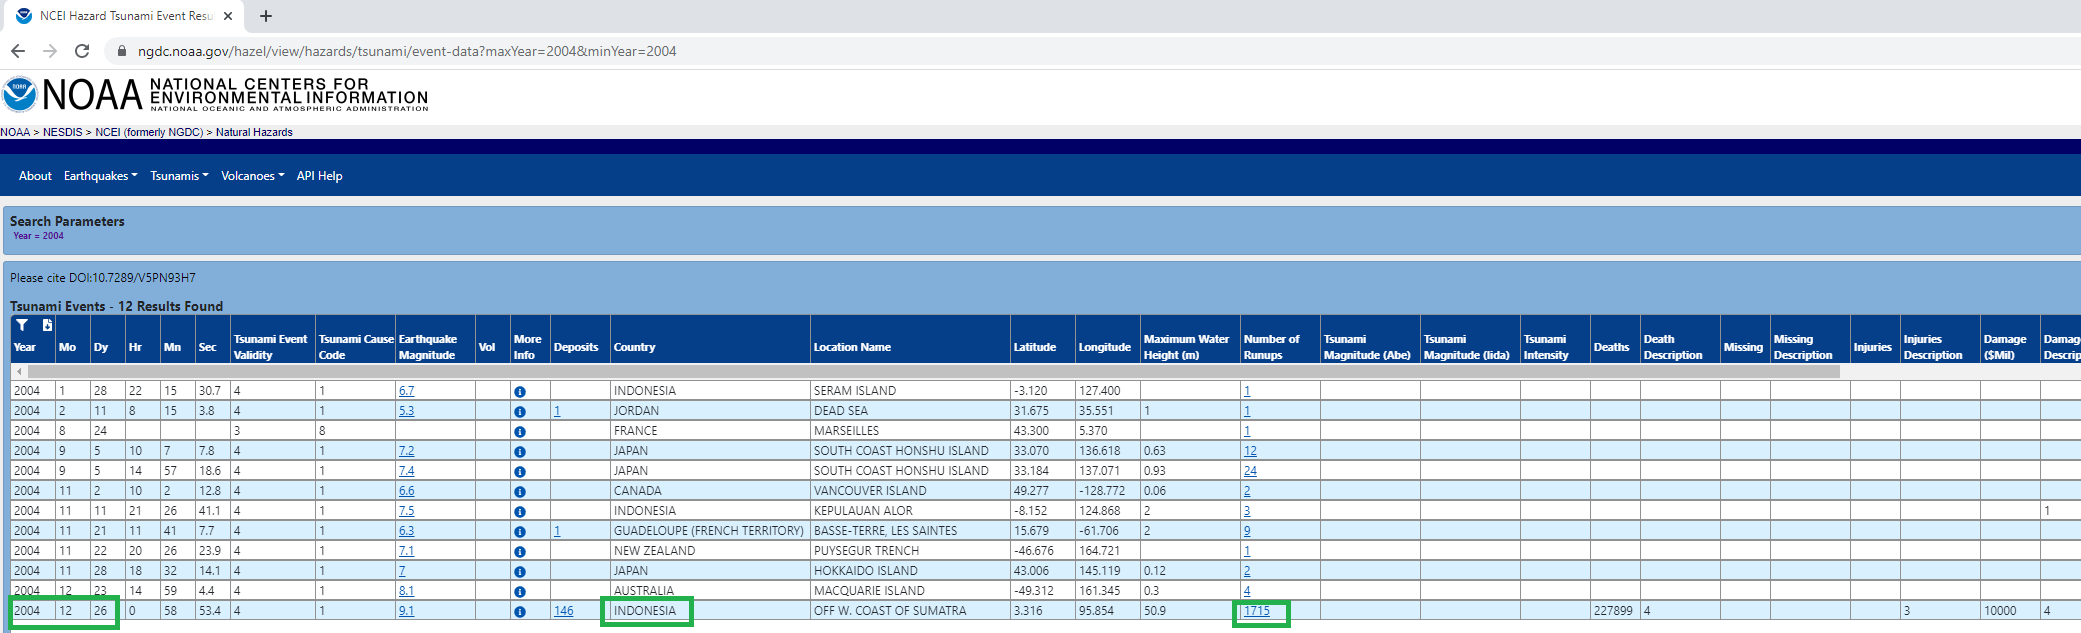 NCEI Hazard Tsunami Event Resu
ngdc.noaa.gov/hazel/view/hazards/tsunami/event-data?maxYear=2004&minYear=2004
NOAA NATIONAL CENTERS FOR
ENVIRONMENTAL INFORMATION
NATIONAL OCEANIC AND ATMOSPHERIC ADMINISTRATION
NOAA > NESDIS > NCEI (formerly NGDC) > Natural Hazards
About Earthquakes Tsunamis Volcanoes API Help
Search Parameters
Year = 2004
Please cite DOI:10.7289/V5PN93H7
Tsunami Events - 12 Results Found
Year Mo Dy Hr Mn Sec Tsunami Event Validity Tsunami Cause Code Earthquake Magnitude Vol More Info Deposits Country Location Name Latitude Longitude Maximum Water Height (m) Number of Runups Tsunami Magnitude (Abe) Tsunami Magnitude (Iida) Tsunami Intensity Deaths Death Description Missing Missing Description Injuries Injuries Description Damage ($Mil) Damag Descrip
2004 1 28 22 15 30.7 4 1 6.7 INDONESIA SERAM ISLAND -3.120 127.400 1
2004 2 11 8 15 3.8 4 1 5.3 1 JORDAN DEAD SEA 31.675 35.551 1 1
2004 8 24 3 8 FRANCE MARSEILLES 43.300 5.370 1
2004 9 5 10 7 7.8 4 1 7.2 JAPAN SOUTH COAST HONSHU ISLAND 33.070 136.618 0.63 12
2004 9 5 14 57 18.6 4 1 7.4 JAPAN SOUTH COAST HONSHU ISLAND 33.184 137.071 0.93 24
2004 11 2 10 2 12.8 4 1 6.6 CANADA VANCOUVER ISLAND 49.277 -128.772 0.06 2
2004 11 11 21 26 41.1 4 1 7.5 INDONESIA KEPULAUAN ALOR -8.152 124.868 2 3 1
2004 11 21 11 41 7.7 4 1 6.3 1 GUADELOUPE (FRENCH TERRITORY) BASSE-TERRE, LES SAINTES 15.679 -61.706 2 9
2004 11 22 20 26 23.9 4 1 7.1 NEW ZEALAND PUYSEGUR TRENCH -46.676 164.721 1
2004 11 28 18 32 14.1 4 1 7 JAPAN HOKKAIDO ISLAND 43.006 145.119 0.12 2
2004 12 23 14 59 4.4 4 1 8.1 AUSTRALIA MACQUARIE ISLAND -49.312 161.345 0.3 4
2004 12 26 0 58 53.4 4 1 9.1 146 INDONESIA OFF W. COAST OF SUMATRA 3.316 95.854 50.9 1715 227899 4 3 10000 4